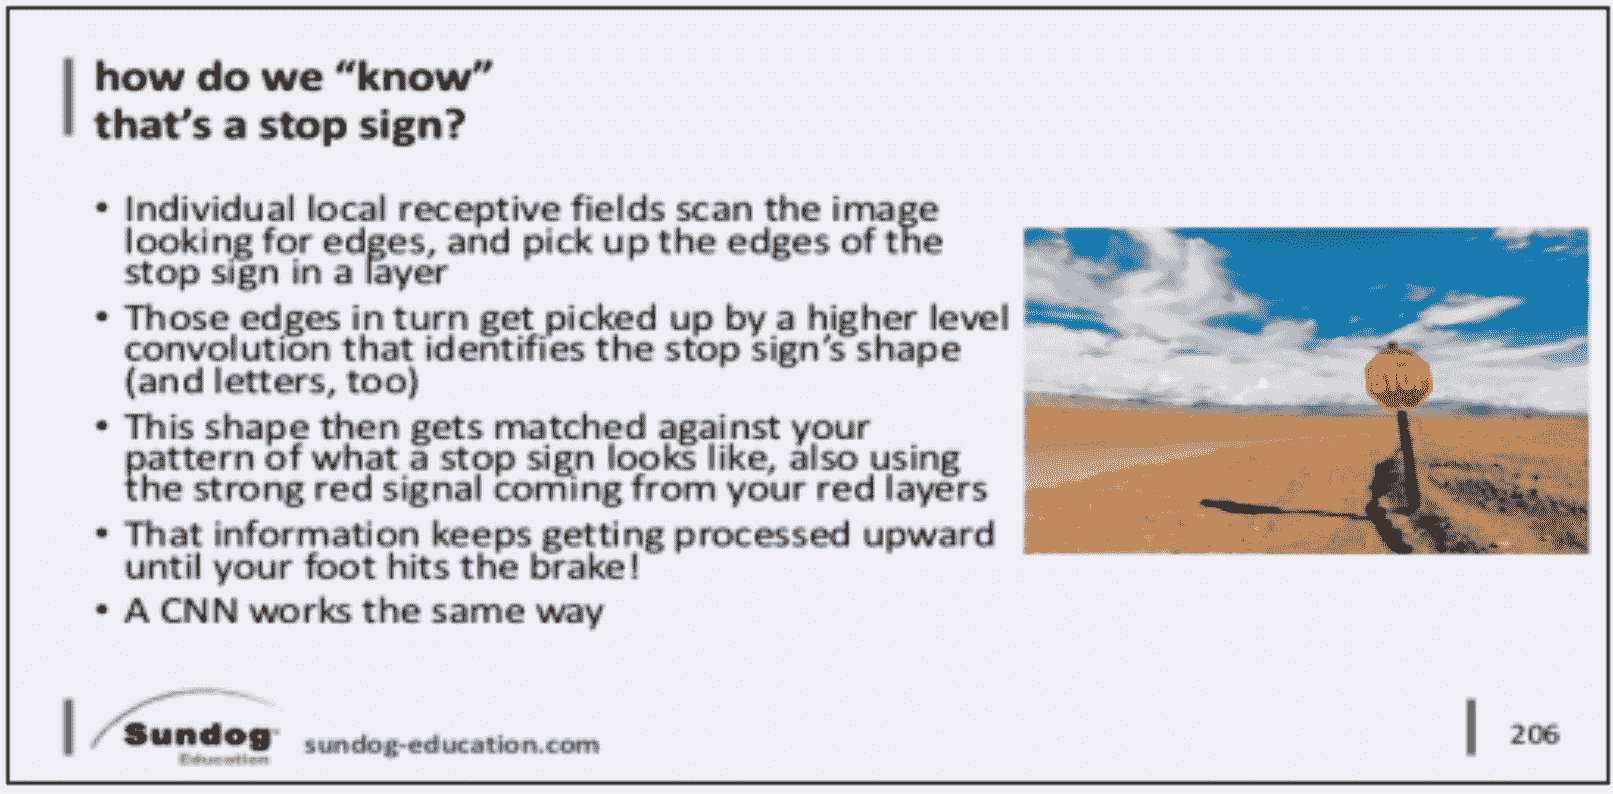 how do we “know”
that’s a stop sign?
• Individual local receptive fields scan the image
looking for edges, and pick up the edges of the
stop sign in a layer
• Those edges in turn get picked up by a higher level
convolution that identifies the stop sign’s shape
(and letters, too)
• This shape then gets matched against your
pattern of what a stop sign looks like, also using
the strong red signal coming from your red layers
• That information keeps getting processed upward
until your foot hits the brake!
• A CNN works the same way
Sundog
Education
sundog-education.com
206